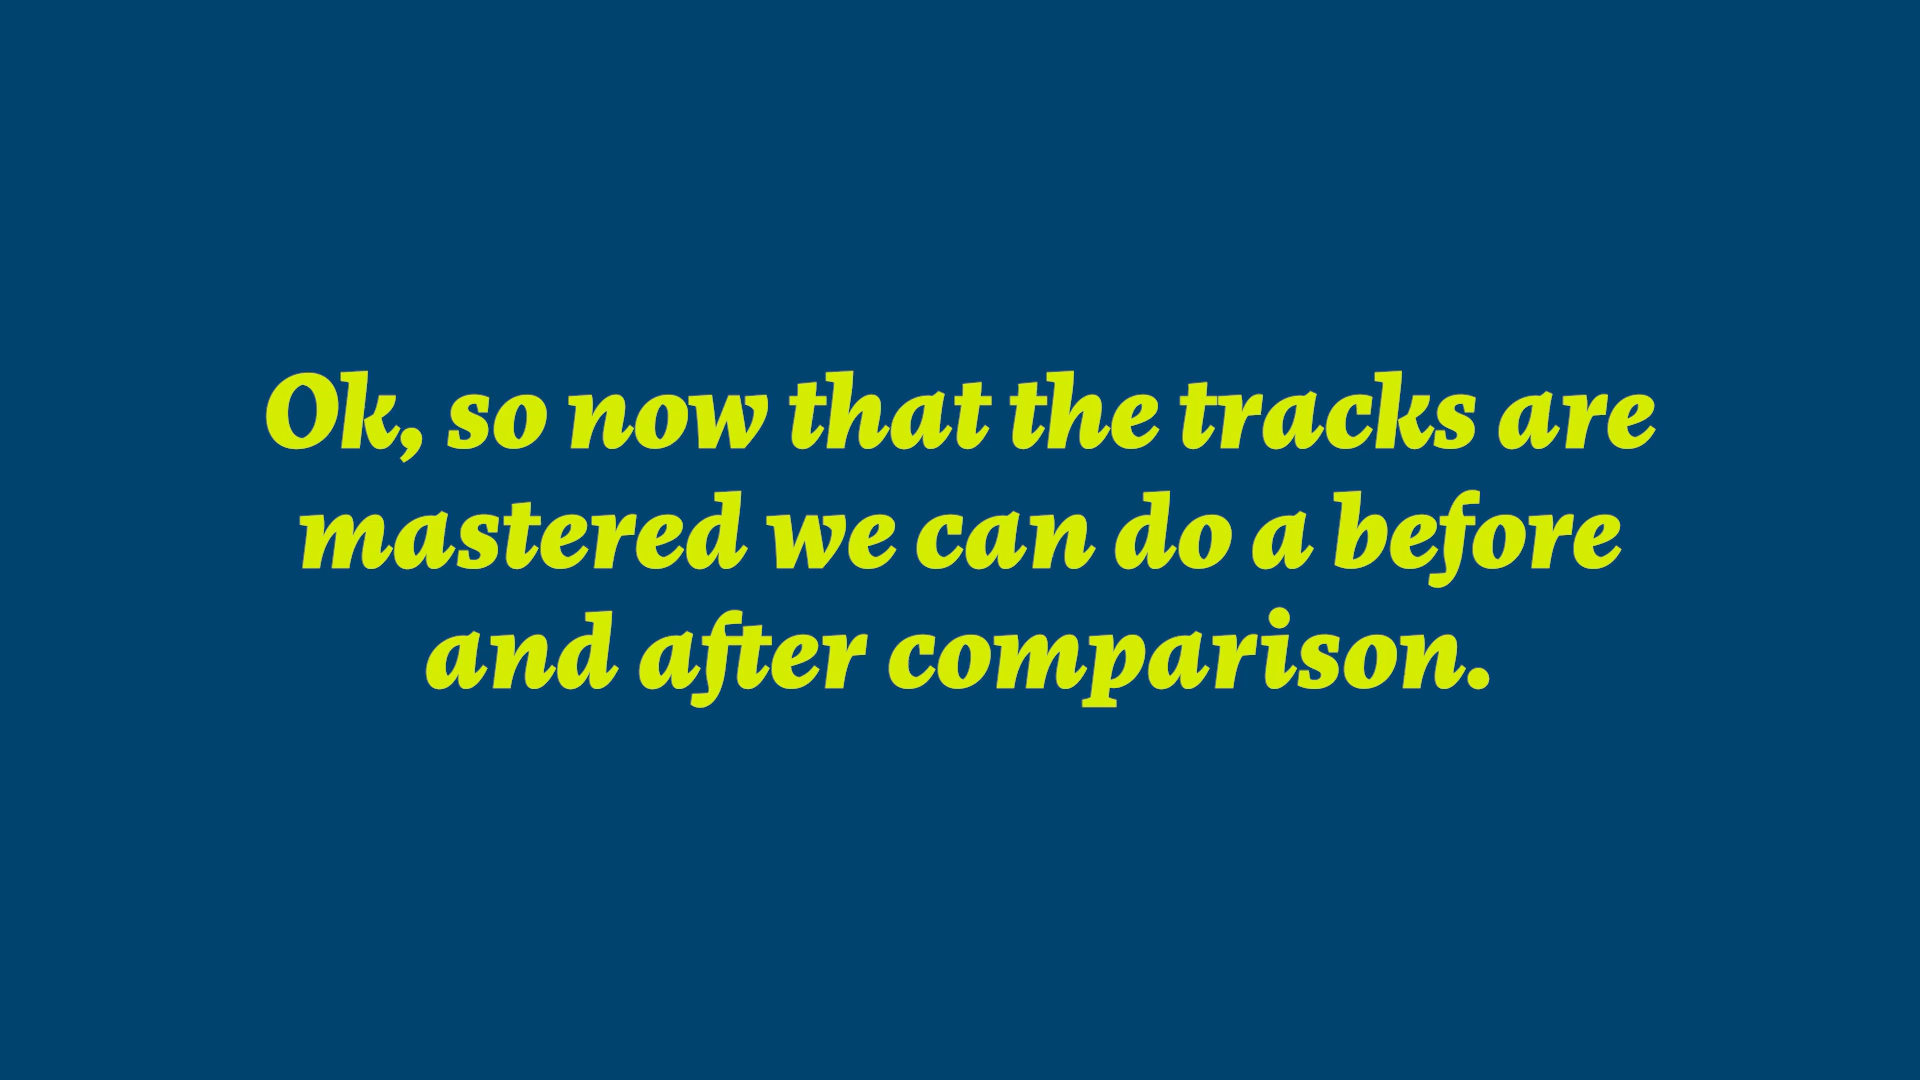 Ok, so now that the tracks are
mastered we can do a before
and after comparison.